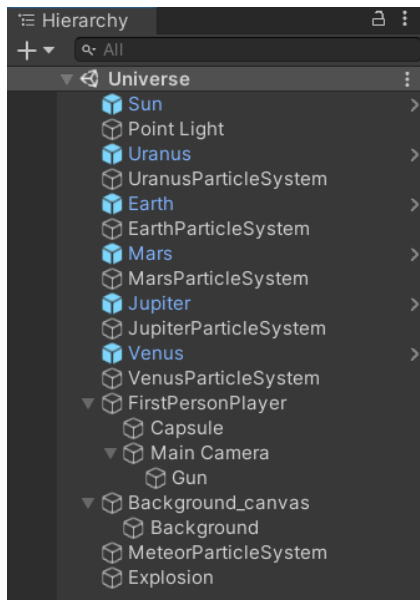 Hierarchy
All
Universe
Sun
Point Light
Uranus
UranusParticleSystem
Earth
EarthParticleSystem
Mars
MarsParticleSystem
Jupiter
JupiterParticleSystem
Venus
VenusParticleSystem
FirstPersonPlayer
Capsule
Main Camera
Gun
Background_canvas
Background
MeteorParticleSystem
Explosion